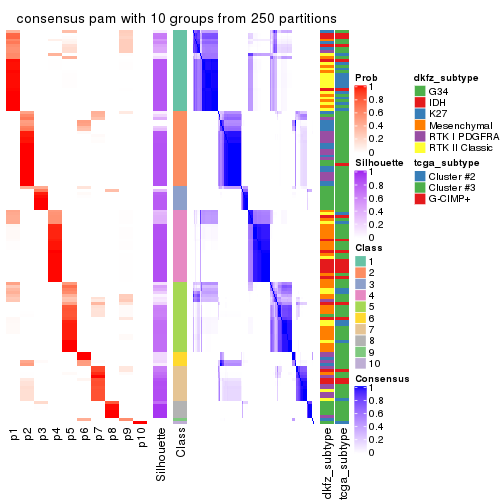 consensus pam with 10 groups from 250 partitions
Prob
1
0.8
0.6
0.4
0.2
0
Silhouette
1
0.8
0.6
0.4
0.2
0
Class
1
2
3
4
5
6
7
8
9
10
Consensus
1
0.8
0.6
0.4
0.2
0
dkfz_subtype
G34
IDH
K27
Mesenchymal
RTK I PDGFRA
RTK II Classic
tcga_subtype
Cluster #2
Cluster #3
G-CIMP+
p1
p2
p3
p4
p5
p6
p7
p8
p9
p10
Silhouette
Class
dkfz_subtype
tcga_subtype